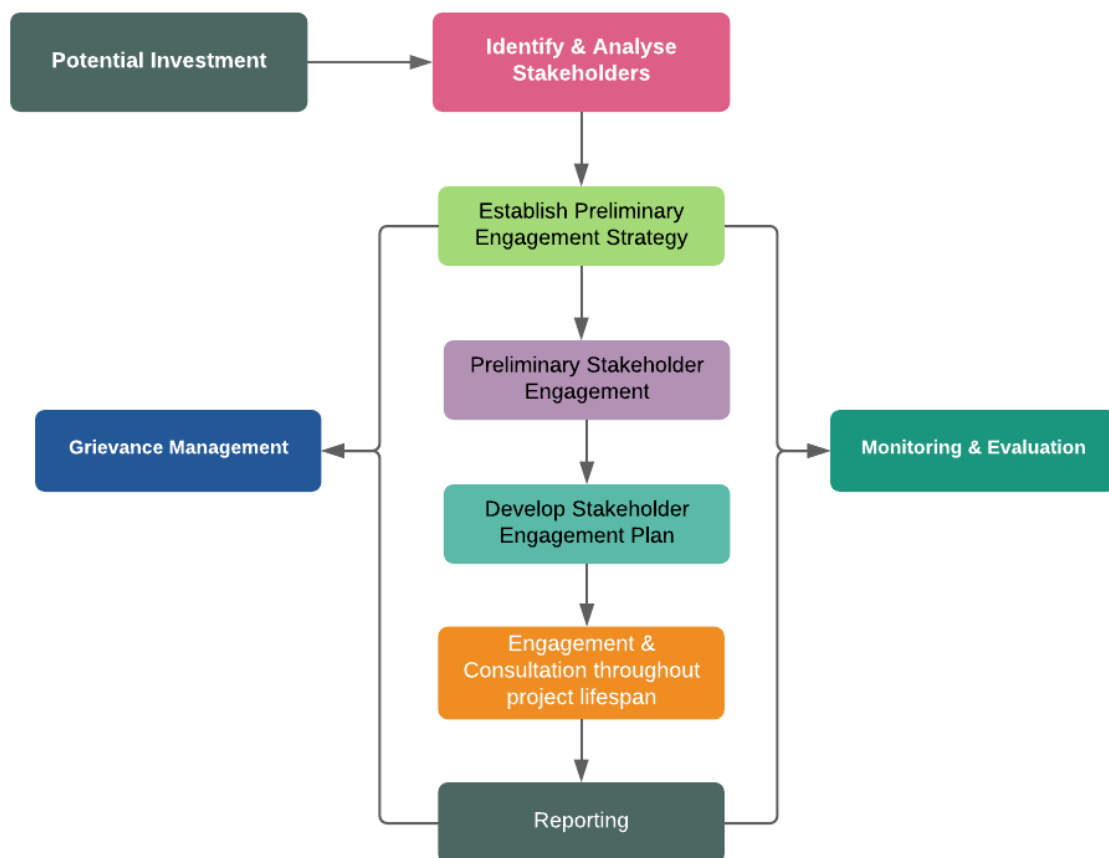 Potential Investment
Identify & Analyse
Stakeholders
Establish Preliminary
Engagement Strategy
Preliminary Stakeholder
Engagement
Grievance Management
Monitoring & Evaluation
Develop Stakeholder
Engagement Plan
Engagement &
Consultation throughout
project lifespan
Reporting